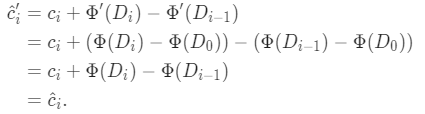 ĉ′ᵢ = cᵢ + Φ′(Dᵢ) − Φ′(Dᵢ₋₁)
= cᵢ + (Φ(Dᵢ) − Φ(D₀)) − (Φ(Dᵢ₋₁) − Φ(D₀))
= cᵢ + Φ(Dᵢ) − Φ(Dᵢ₋₁)
= ĉᵢ.